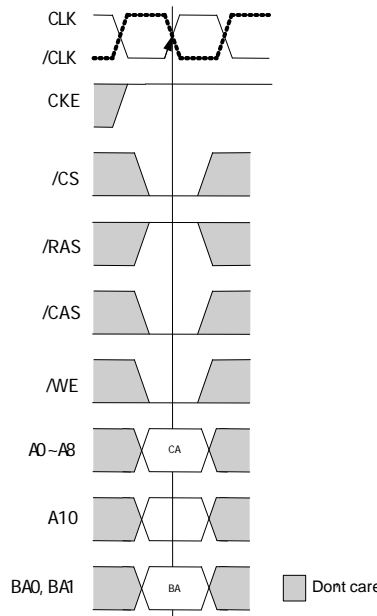 CLK
/CLK
CKE
/CS
/RAS
/CAS
/WE
A0~A8
CA
A10
BA0, BA1
BA
Dont care